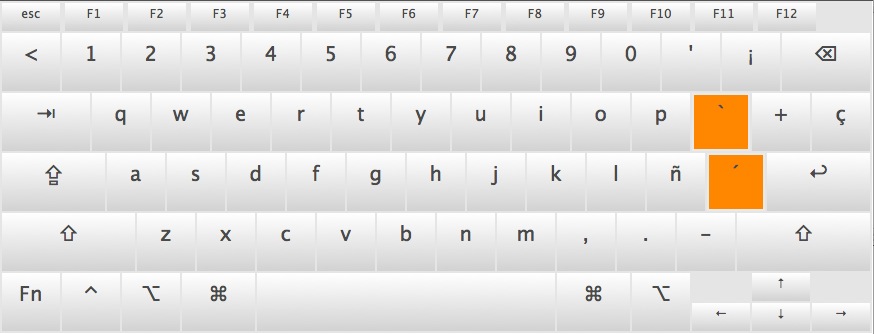 esc F1 F2 F3 F4 F5 F6 F7 F8 F9 F10 F11 F12
< 1 2 3 4 5 6 7 8 9 0 ' ¡ ⌫
⇥ q w e r t y u i o p ` + ç
⇪ a s d f g h j k l ñ ´ ↩
⇧ z x c v b n m , . - ⇧
Fn ^ ⌥ ⌘ ⌘ ⌥ ↑
← ↓ →